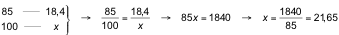 85 — 18,4
100 — x } → 85/100 = 18,4/x → 85x = 1840 → x = 1840/85 = 21,65